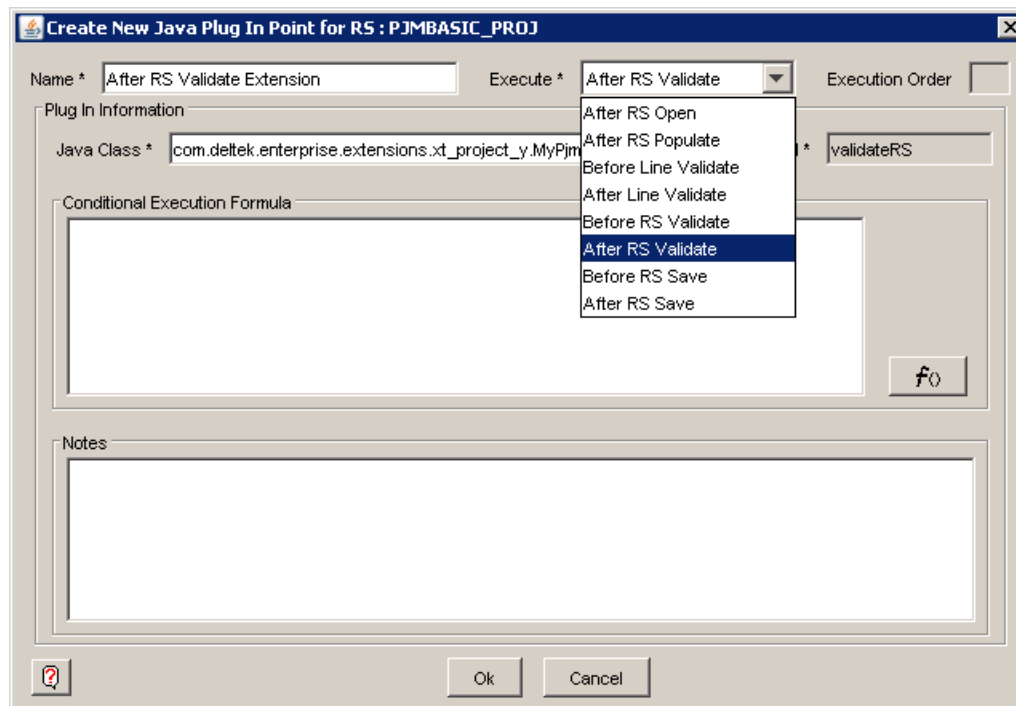 Create New Java Plug In Point for RS : PJMBASIC_PROJ
Name * After RS Validate Extension Execute * After RS Validate Execution Order
Plug In Information
After RS Open
After RS Populate
Java Class * com.deltek.enterprise.extensions.xt_project_y.MyPjm * validateRS
Before Line Validate
After Line Validate
Conditional Execution Formula
Before RS Validate
After RS Validate
Before RS Save
After RS Save
f()
Notes
Ok Cancel